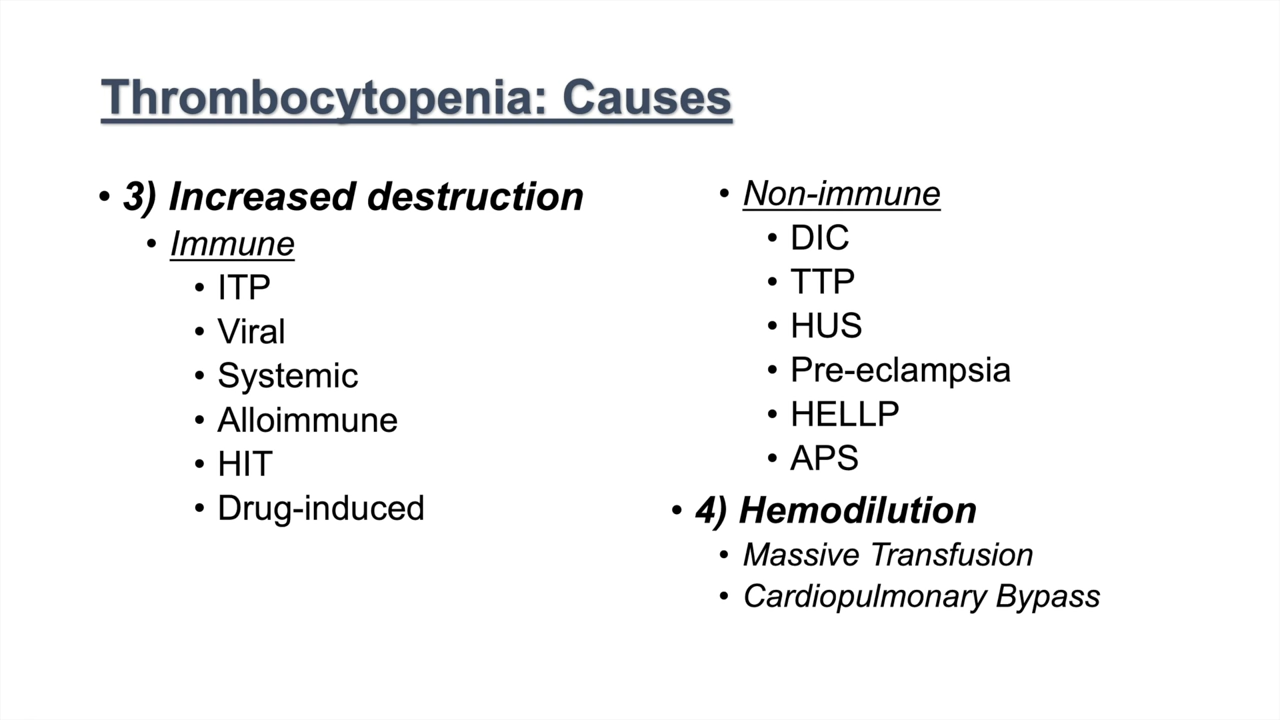 Thrombocytopenia: Causes
• 3) Increased destruction
• Immune
• ITP
• Viral
• Systemic
• Alloimmune
• HIT
• Drug-induced
• Non-immune
• DIC
• TTP
• HUS
• Pre-eclampsia
• HELLP
• APS
• 4) Hemodilution
• Massive Transfusion
• Cardiopulmonary Bypass